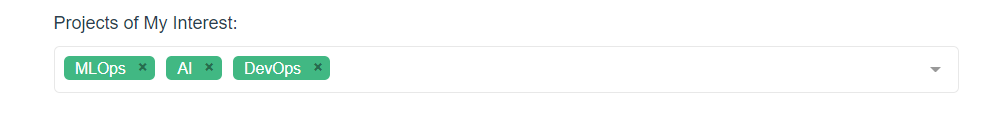 Projects of My Interest:
MLOps × AI × DevOps ×